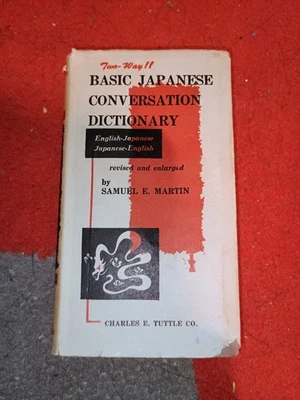 Two-Way!!
BASIC JAPANESE
CONVERSATION
DICTIONARY
English-Japanese
Japanese-English
revised and enlarged
by
SAMUEL E. MARTIN
CHARLES E. TUTTLE CO.